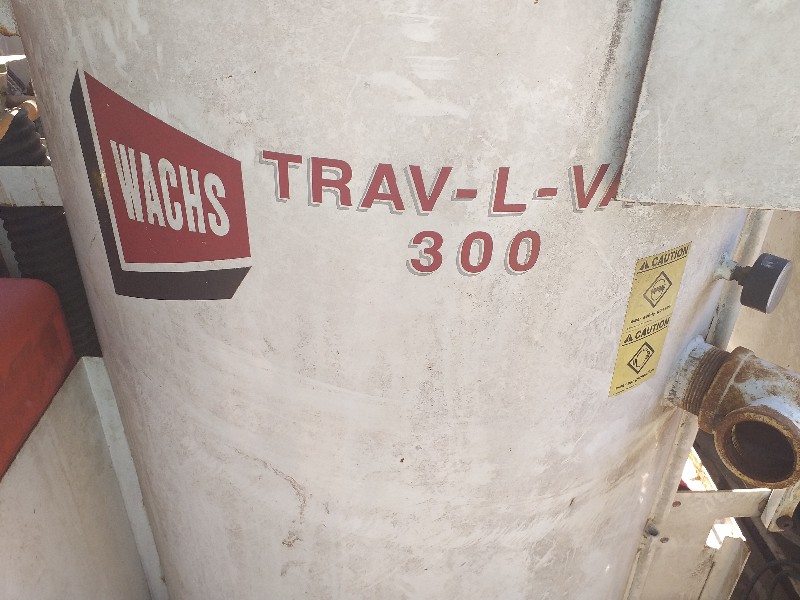 WACHS
TRAV-L-VA
300
CAUTION
CAUTION